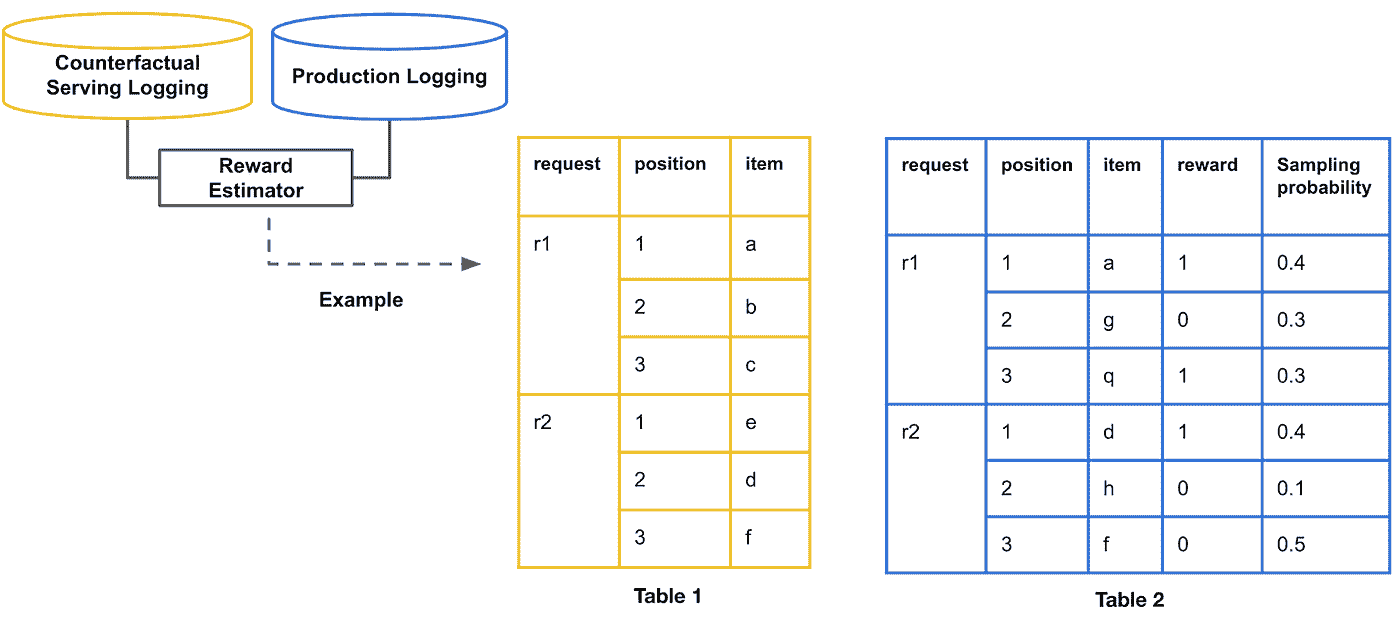 Counterfactual
Serving Logging
Production Logging
Reward
Estimator
Example
request position item
r1 1 a
2 b
3 c
r2 1 e
2 d
3 f
Table 1
request position item reward Sampling
probability
r1 1 a 1 0.4
2 g 0 0.3
3 q 1 0.3
r2 1 d 1 0.4
2 h 0 0.1
3 f 0 0.5
Table 2